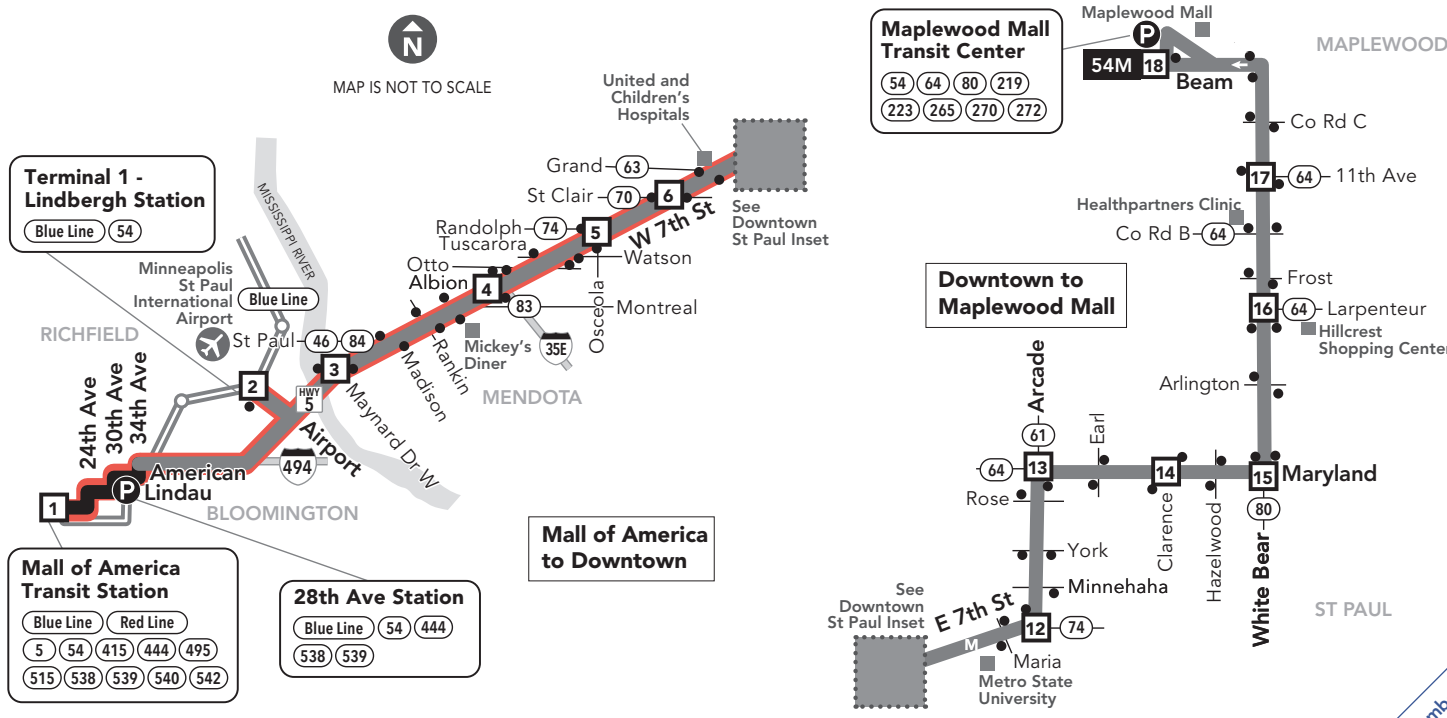 N
MAP IS NOT TO SCALE
Terminal 1 -
Lindbergh Station
Blue Line 54
Minneapolis
St Paul
International
Airport
Blue Line
RICHFIELD
MISSISSIPPI RIVER
United and
Children's
Hospitals
Grand 63
St Clair 70
6
Randolph 74
Tuscarora
5
W 7th St
See
Downtown
St Paul Inset
Watson
Otto
Albion
4
83 Montreal
Osceola
35E
Mickey's
Diner
Rankin
Madison
MENDOTA
St Paul 46 84
3
Maynard Dr W
2
HWY
5
Airport
494
24th Ave
30th Ave
34th Ave
American
Lindau
P
1
BLOOMINGTON
Mall of America
Transit Station
Blue Line Red Line
5 54 415 444 495
515 538 539 540 542
28th Ave Station
Blue Line 54 444
538 539
Mall of America
to Downtown
Maplewood Mall
Transit Center
54 64 80 219
223 265 270 272
Maplewood Mall
P
54M 18
Beam
MAPLEWOOD
Co Rd C
17 64 11th Ave
Healthpartners Clinic
Co Rd B 64
Frost
16 64 Larpenteur
Hillcrest
Shopping Center
Arlington
Downtown to
Maplewood Mall
Arcade
61
64 13
Earl
14
Clarence
Hazelwood
15 Maryland
80
White Bear
Rose
York
Minnehaha
12 74
E 7th St
M
Maria
Metro State
University
See
Downtown
St Paul Inset
ST PAUL